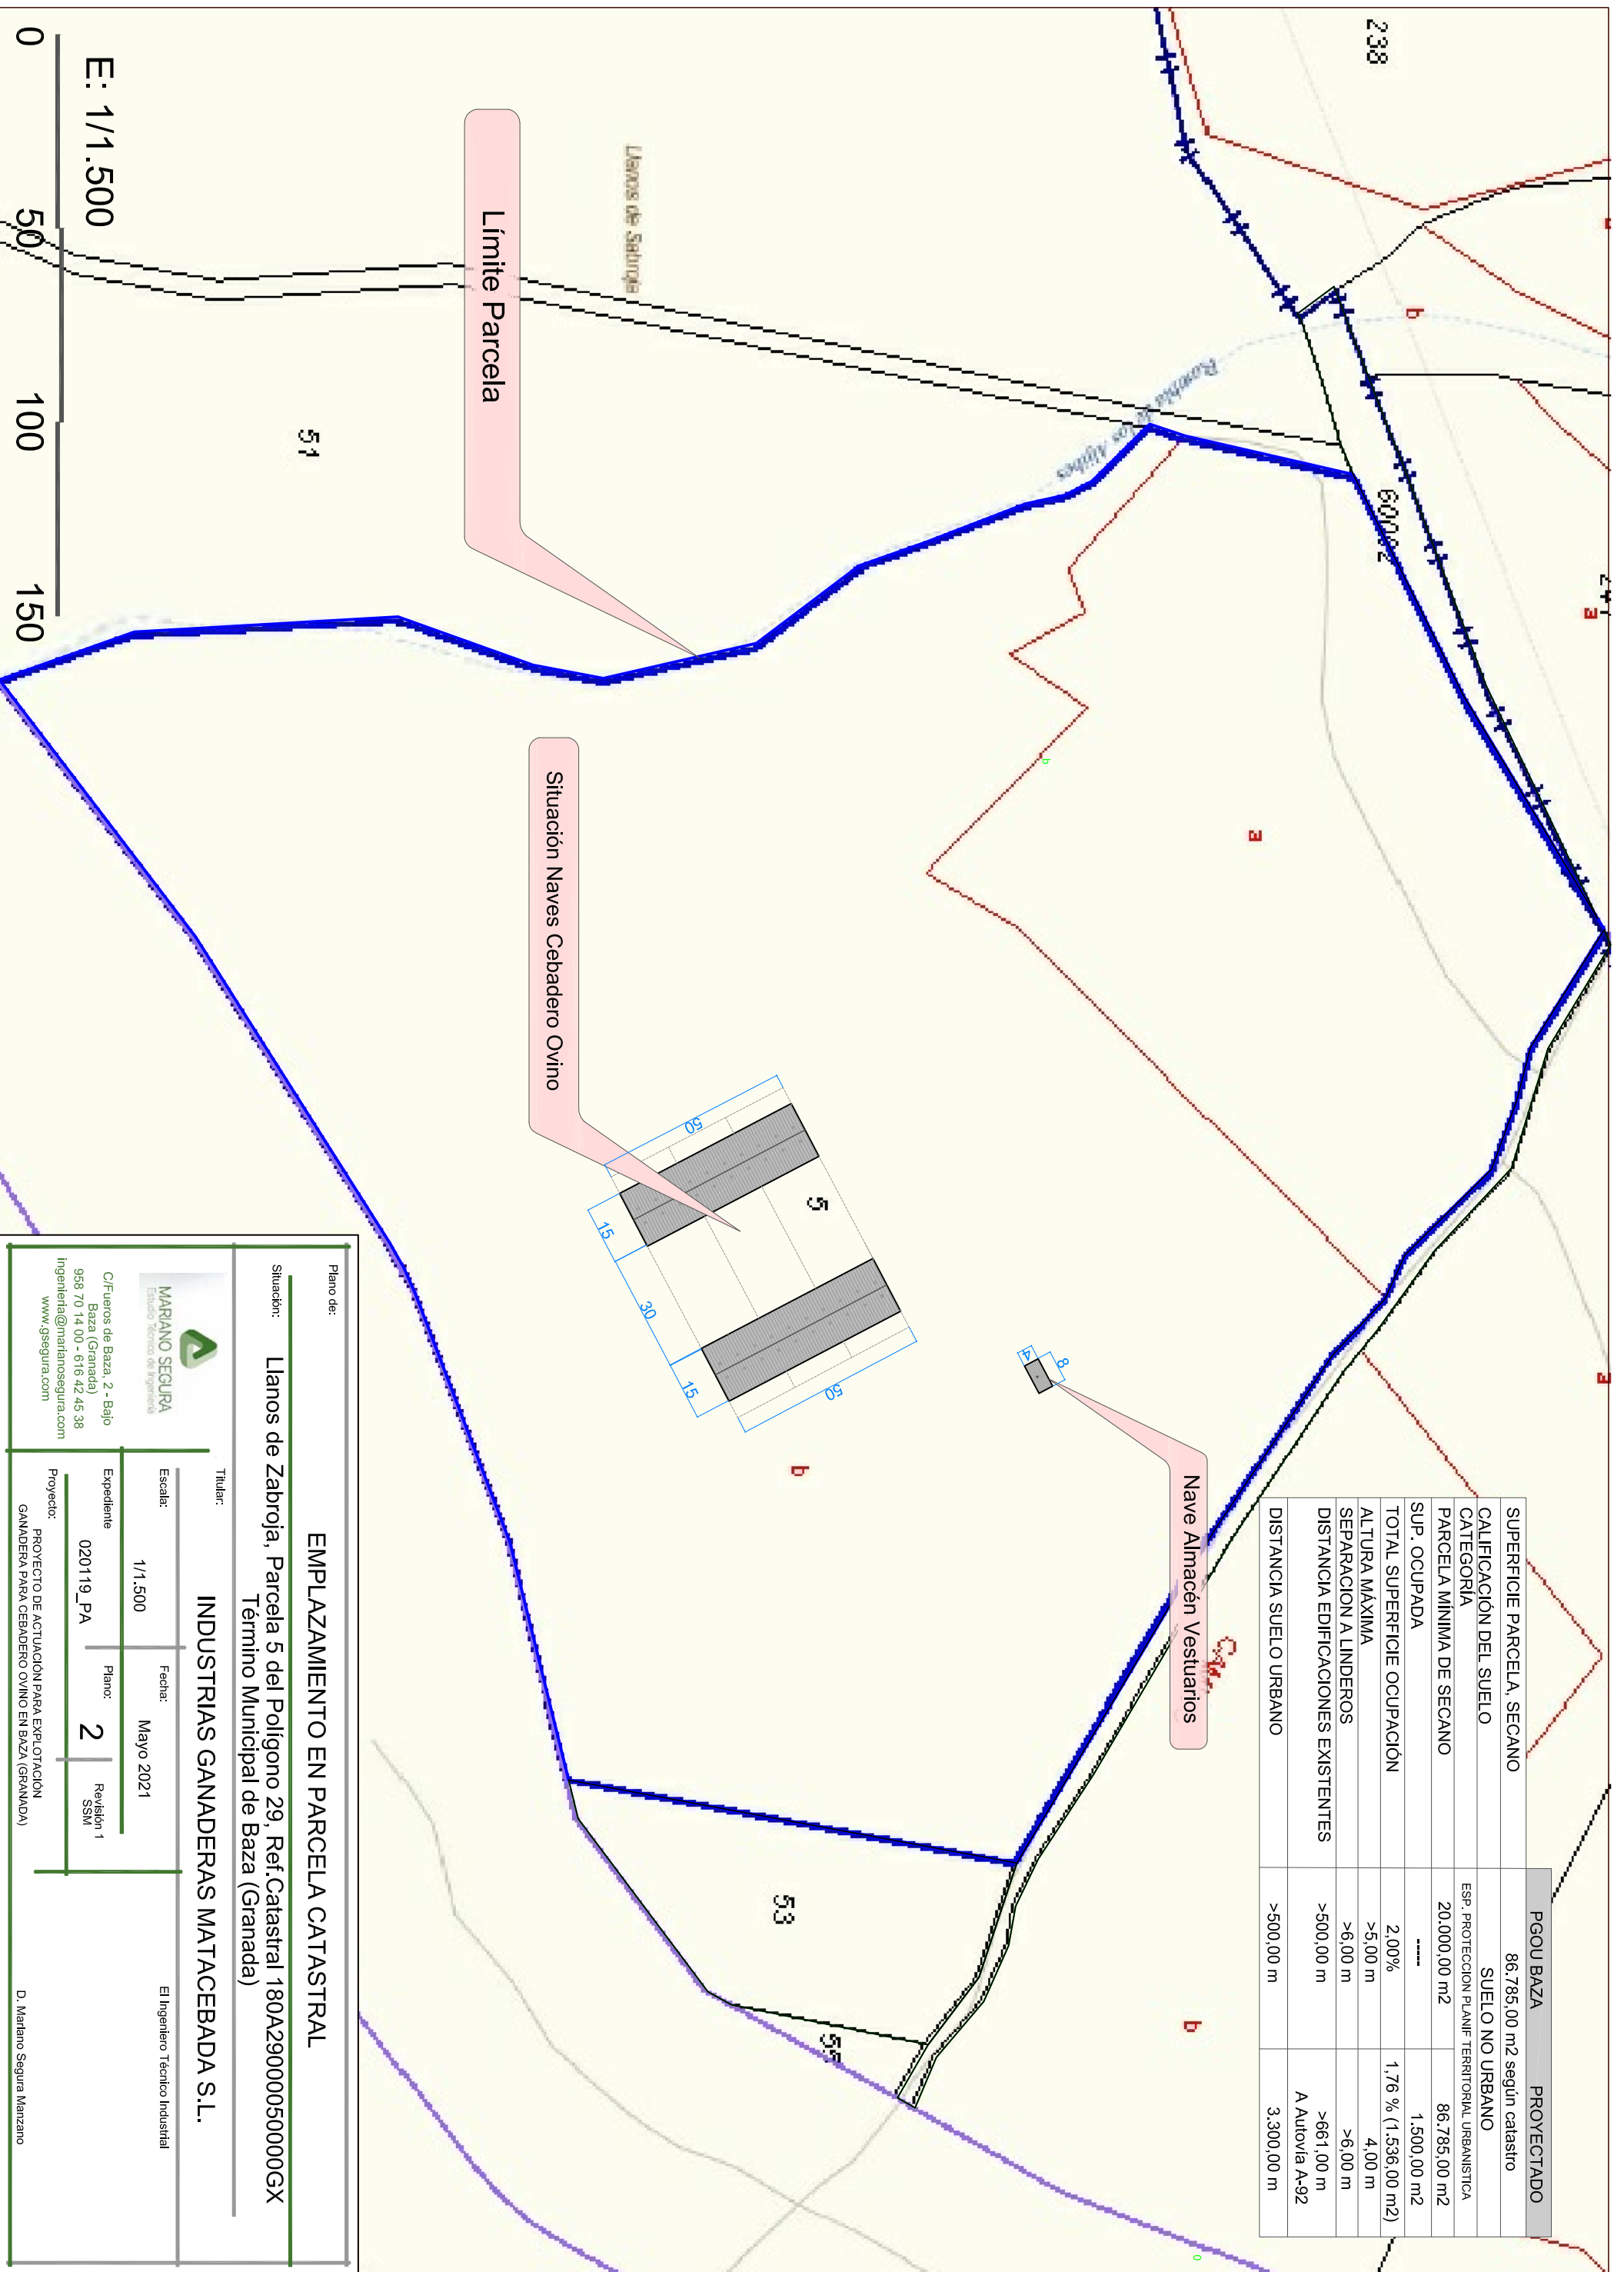 238
241
a
b
a
60002
Rambla de los Aljibes
Llanos de Sabroja
51
b
a
Límite Parcela
Situación Naves Cebadero Ovino
5
50
15
30
15
50
4
8
Nave Almacén Vestuarios
b
53
b
0
E: 1/1.500
0
50
100
150
PGOU BAZA PROYECTADO
SUPERFICIE PARCELA, SECANO 86.785,00 m2 según catastro
CALIFICACIÓN DEL SUELO SUELO NO URBANO
CATEGORÍA ESP. PROTECCION PLANIF TERRITORIAL URBANISTICA
PARCELA MÍNIMA DE SECANO 20.000,00 m2 86.785,00 m2
SUP. OCUPADA ----- 1.500,00 m2
TOTAL SUPERFICIE OCUPACIÓN 2,00% 1,76 % (1.536,00 m2)
ALTURA MÁXIMA >5,00 m 4,00 m
SEPARACION A LINDEROS >6,00 m >6,00 m
DISTANCIA EDIFICACIONES EXISTENTES >500,00 m >661,00 m
A Autovía A-92
DISTANCIA SUELO URBANO >500,00 m 3.300,00 m
Plano de:
EMPLAZAMIENTO EN PARCELA CATASTRAL
Situación:
Llanos de Zabroja, Parcela 5 del Polígono 29, Ref.Catastral 180A29000050000GX
Término Municipal de Baza (Granada)
Titular:
INDUSTRIAS GANADERAS MATACEBADA S.L.
MARIANO SEGURA
Estudio Técnico de Ingeniería
C/Fueros de Baza, 2 - Bajo
Baza (Granada)
958 70 14 00 - 616 42 45 38
ingenieria@marianosegura.com
www.gsegura.com
Escala:
1/1.500
Fecha:
Mayo 2021
El Ingeniero Técnico Industrial
Expediente
020119_PA
Plano:
2
Revisión 1
SSM
Proyecto:
PROYECTO DE ACTUACIÓN PARA EXPLOTACIÓN
GANADERA PARA CEBADERO OVINO EN BAZA (GRANADA)
D. Mariano Segura Manzano